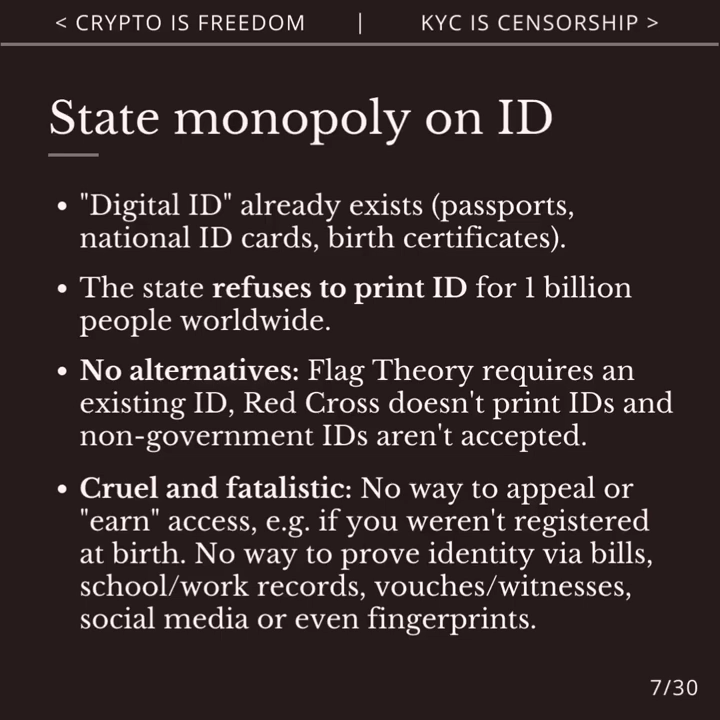 < CRYPTO IS FREEDOM | KYC IS CENSORSHIP >
State monopoly on ID
• "Digital ID" already exists (passports,
national ID cards, birth certificates).
• The state refuses to print ID for 1 billion
people worldwide.
• No alternatives: Flag Theory requires an
existing ID, Red Cross doesn't print IDs and
non-government IDs aren't accepted.
• Cruel and fatalistic: No way to appeal or
"earn" access, e.g. if you weren't registered
at birth. No way to prove identity via bills,
school/work records, vouches/witnesses,
social media or even fingerprints.
7/30